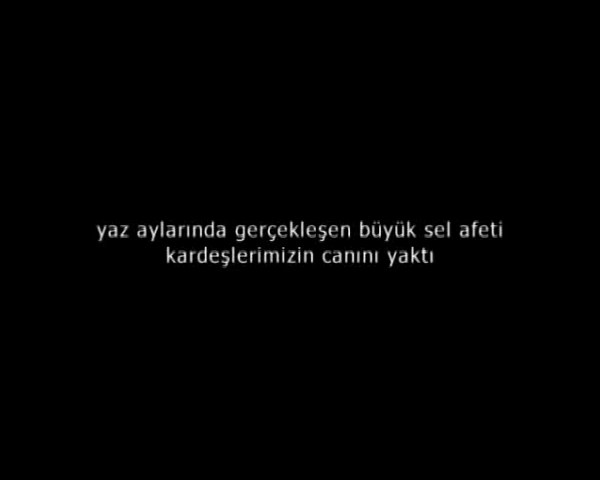 yaz aylarında gerçekleşen büyük sel afeti
kardeşlerimizin canını yaktı